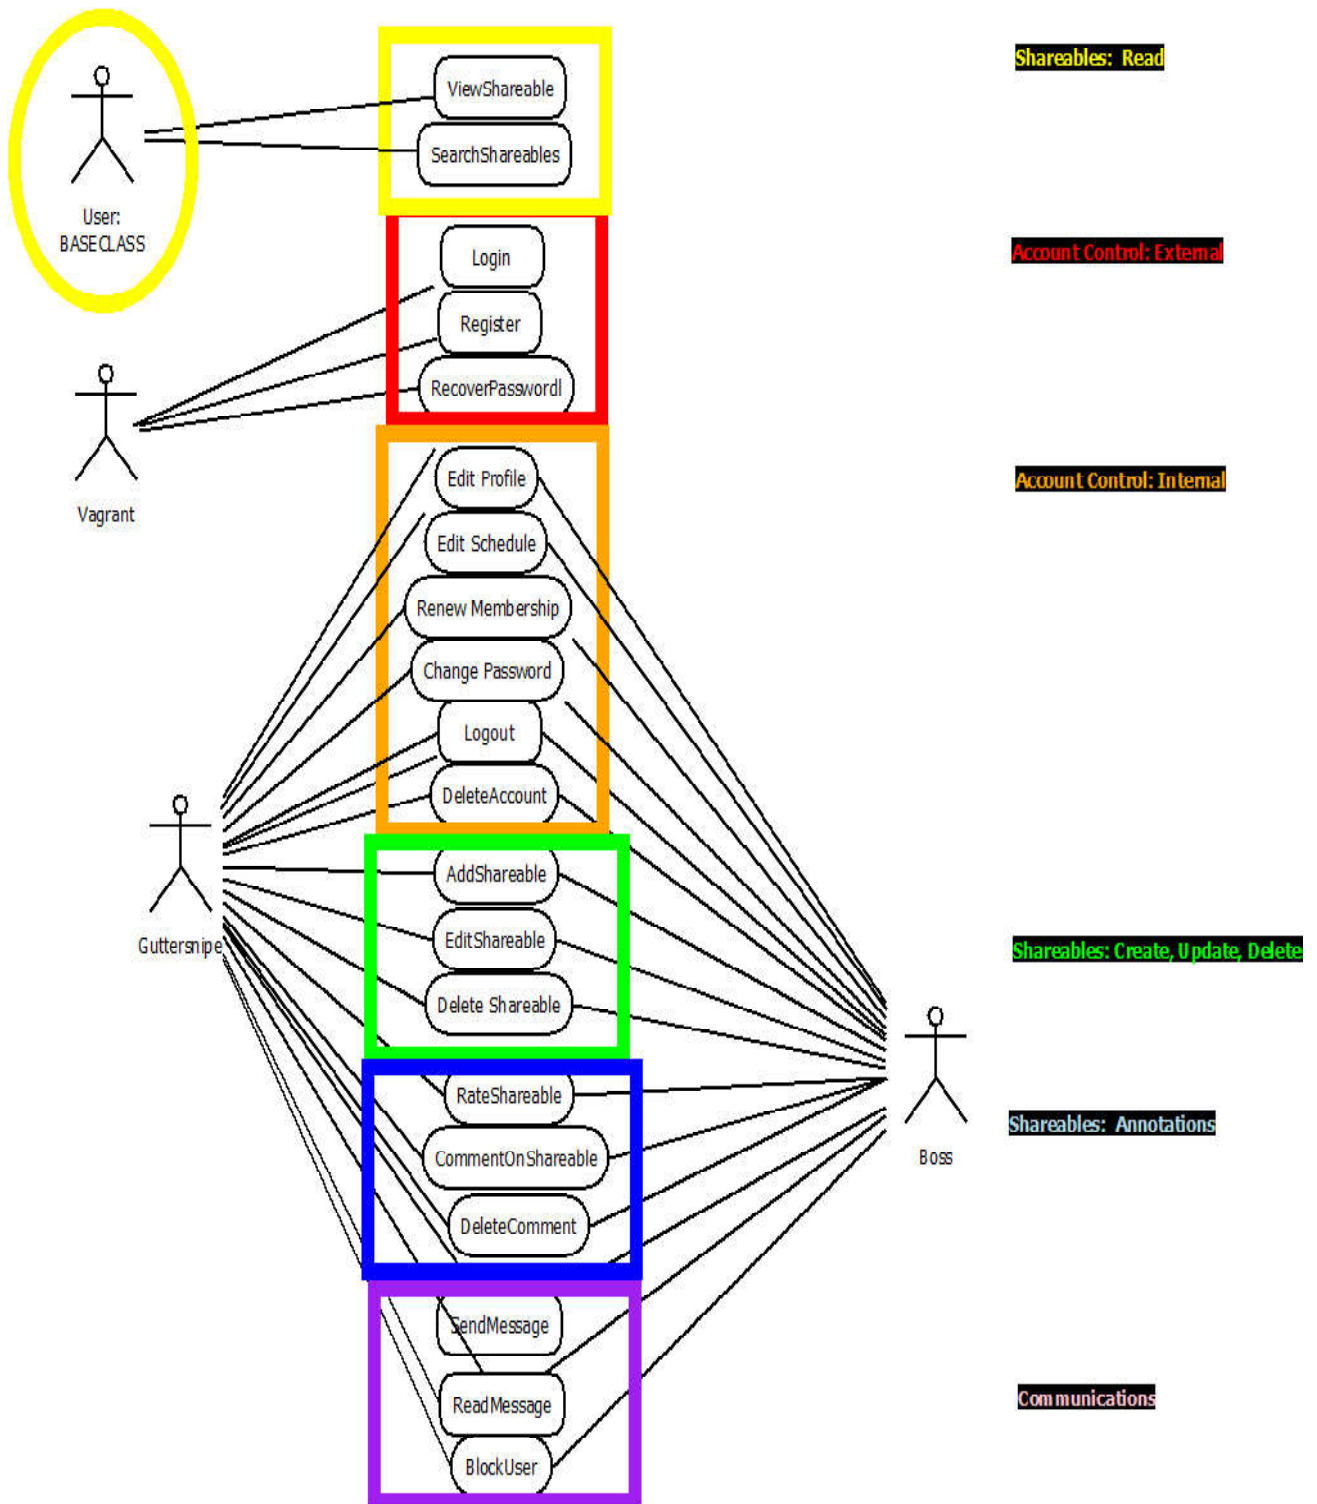 Shareables: Read
ViewShareable
SearchShareables
User:
BASECLASS
Account Control: External
Login
Register
RecoverPasswordl
Vagrant
Account Control: Internal
Edit Profile
Edit Schedule
Renew Membership
Change Password
Logout
DeleteAccount
Guttersnipe
Shareables: Create, Update, Delete
AddShareable
EditShareable
Delete Shareable
Boss
Shareables: Annotations
RateShareable
CommentOnShareable
DeleteComment
Communications
SendMessage
ReadMessage
BlockUser